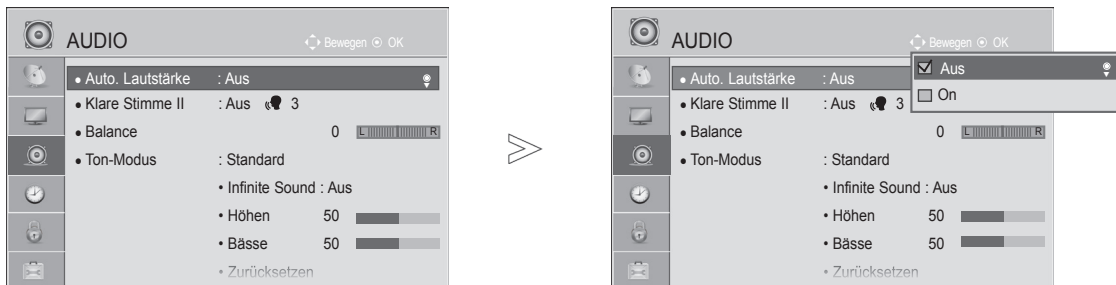 AUDIO
Bewegen OK
• Auto. Lautstärke : Aus
• Klare Stimme II : Aus 3
• Balance 0 L R
• Ton-Modus : Standard
• Infinite Sound : Aus
• Höhen 50
• Bässe 50
• Zurücksetzen
AUDIO
Bewegen OK
• Auto. Lautstärke : Aus
Aus
On
• Klare Stimme II : Aus 3
• Balance 0 L R
• Ton-Modus : Standard
• Infinite Sound : Aus
• Höhen 50
• Bässe 50
• Zurücksetzen